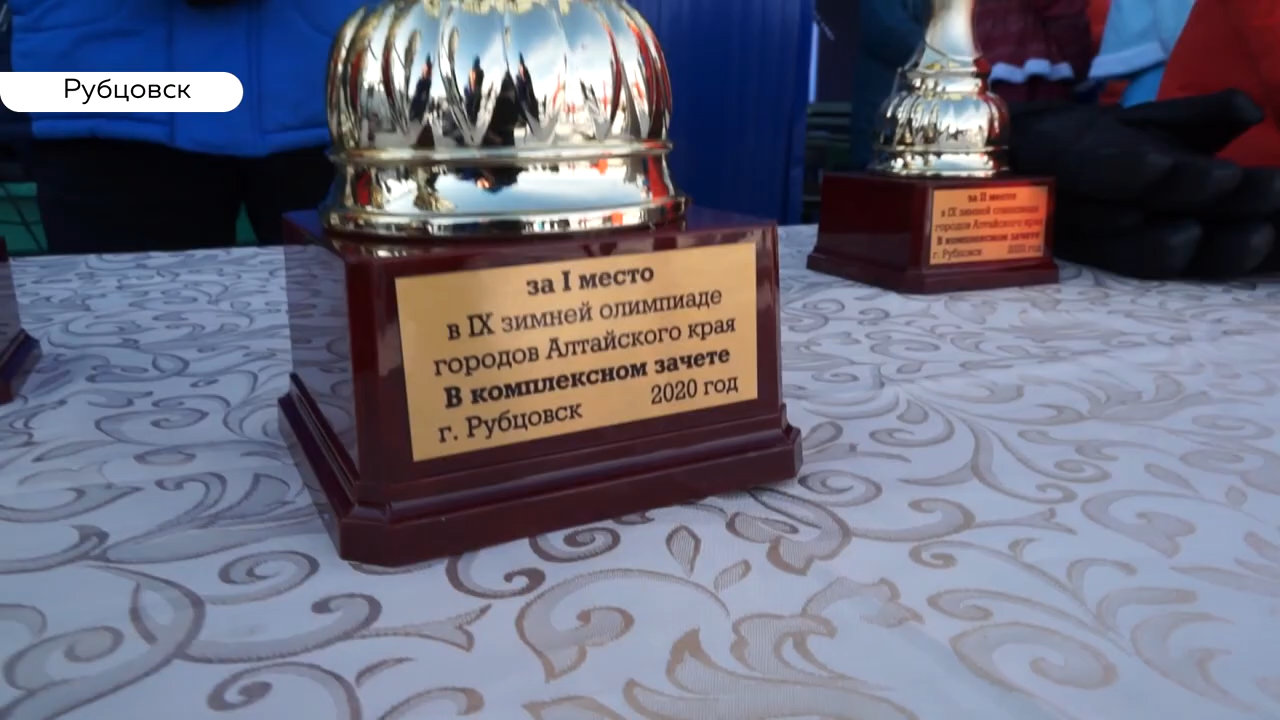 Рубцовск
за I место
в IX зимней олимпиаде
городов Алтайского края
В комплексном зачете
г. Рубцовск 2020 год
за II место
в IX зимней олимпиаде
городов Алтайского края
В комплексном зачете
г. Рубцовск 2020 год